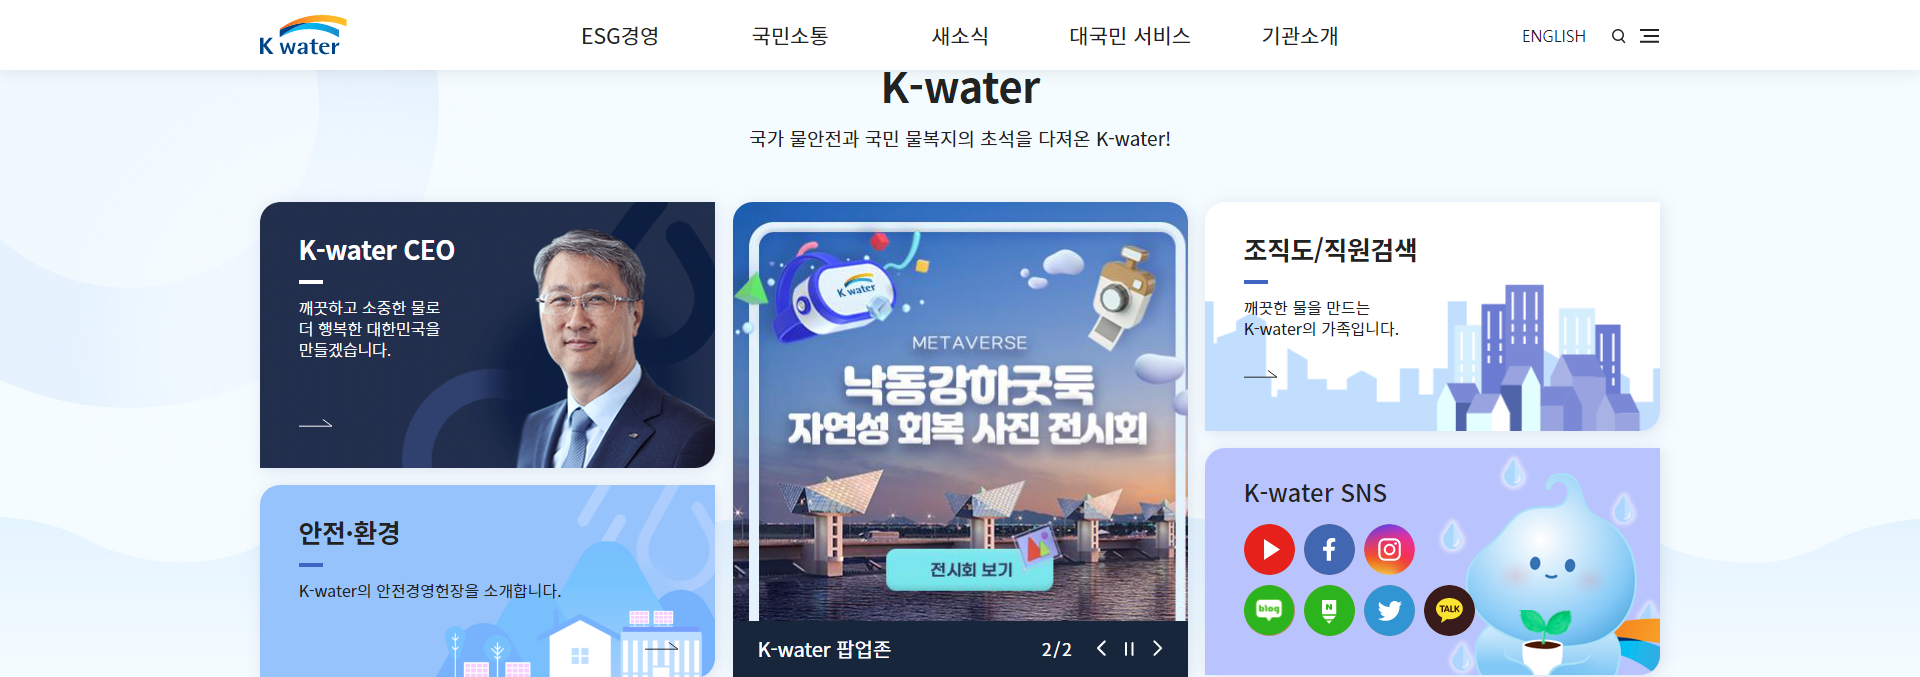 K water
ESG경영
국민소통
새소식
대국민 서비스
기관소개
ENGLISH
K-water
국가 물안전과 국민 물복지의 초석을 다져온 K-water!
K-water CEO
깨끗하고 소중한 물로
더 행복한 대한민국을
만들겠습니다.
안전·환경
K-water의 안전경영헌장을 소개합니다.
K water
METAVERSE
낙동강하굿둑
자연성 회복 사진 전시회
전시회 보기
K-water 팝업존
2/2
조직도/직원검색
깨끗한 물을 만드는
K-water의 가족입니다.
K-water SNS
blog
N
TALK